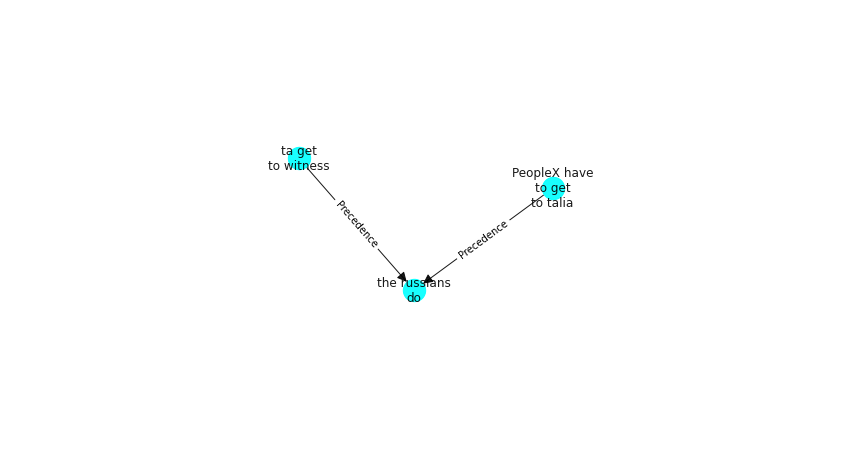 ta get
to witness
PeopleX have
to get
to talia
Precedence
Precedence
the russians
do